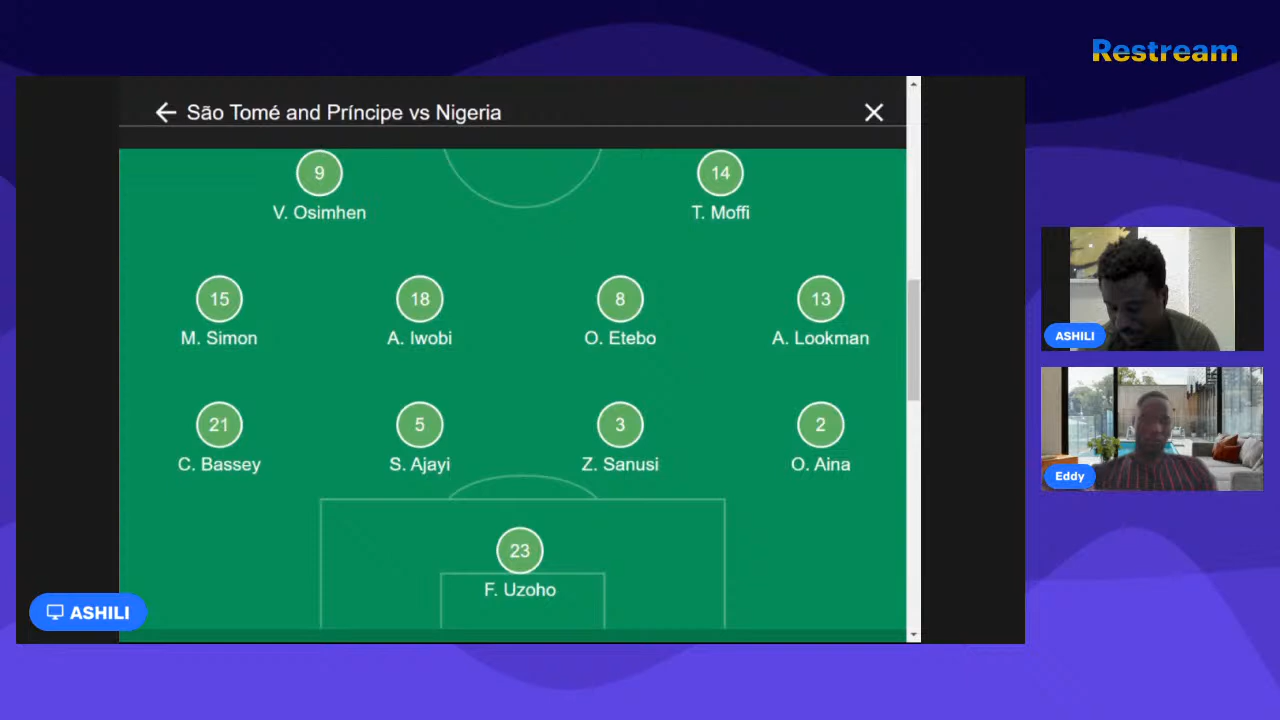 Restream
São Tomé and Príncipe vs Nigeria
9 14
V. Osimhen T. Moffi
15 18 8 13
M. Simon A. Iwobi O. Etebo A. Lookman
21 5 3 2
C. Bassey S. Ajayi Z. Sanusi O. Aina
23
F. Uzoho
ASHILI
ASHILI
Eddy